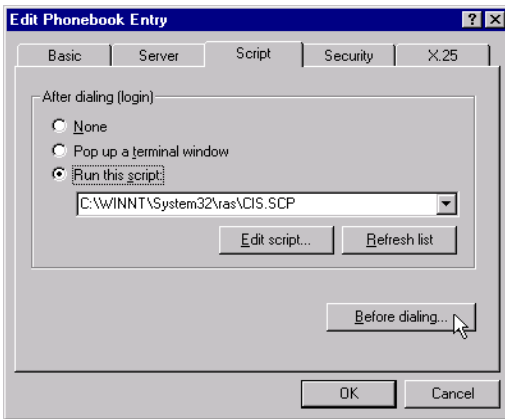 Edit Phonebook Entry
Basic Server Script Security X.25
After dialing (login)
None
Pop up a terminal window
Run this script:
C:\WINNT\System32\ras\CIS.SCP
Edit script... Refresh list
Before dialing...
OK Cancel